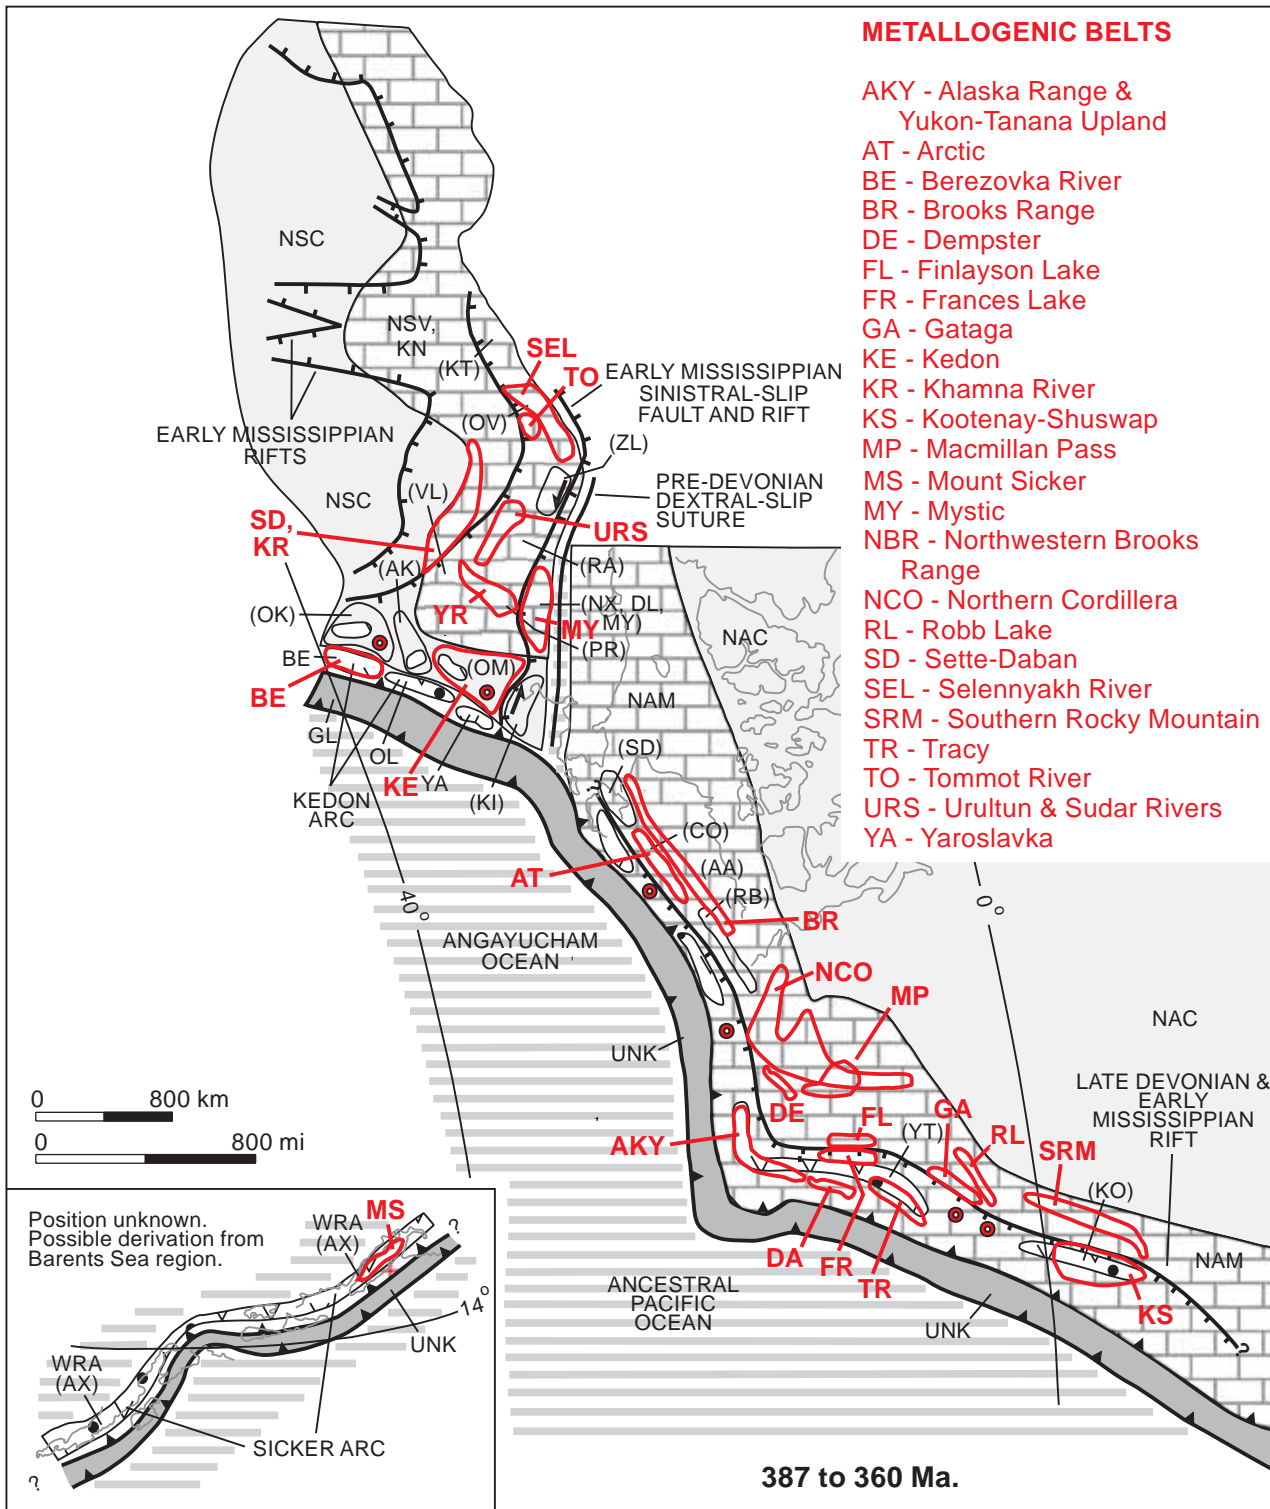 METALLOGENIC BELTS
AKY - Alaska Range &
Yukon-Tanana Upland
AT - Arctic
BE - Berezovka River
BR - Brooks Range
DE - Dempster
FL - Finlayson Lake
FR - Frances Lake
GA - Gataga
KE - Kedon
KR - Khamna River
KS - Kootenay-Shuswap
MP - Macmillan Pass
MS - Mount Sicker
MY - Mystic
NBR - Northwestern Brooks
Range
NCO - Northern Cordillera
RL - Robb Lake
SD - Sette-Daban
SEL - Selennyakh River
SRM - Southern Rocky Mountain
TR - Tracy
TO - Tommot River
URS - Urultun & Sudar Rivers
YA - Yaroslavka
NSC
NSV,
KN
(KT)
SEL
TO
EARLY MISSISSIPPIAN
SINISTRAL-SLIP
FAULT AND RIFT
(OV)
EARLY MISSISSIPPIAN
RIFTS
(ZL)
NSC
(VL)
PRE-DEVONIAN
DEXTRAL-SLIP
SUTURE
SD,
KR
URS
(AK)
(RA)
(OK)
YR
MY
(NX, DL,
MY)
(PR)
NAC
BE
(OM)
BE
NAM
GL
OL
KE
YA
(KI)
KEDON
ARC
(SD)
(CO)
(AA)
AT
(RB)
40°
0°
BR
ANGAYUCHAM
OCEAN
NCO
MP
NAC
UNK
LATE DEVONIAN &
EARLY
MISSISSIPPIAN
RIFT
0 800 km
0 800 mi
DE
FL
GA
(YT)
RL
AKY
SRM
(KO)
DA
FR
TR
NAM
KS
ANCESTRAL
PACIFIC
OCEAN
UNK
?
?
Position unknown.
Possible derivation from
Barents Sea region.
WRA
(AX)
MS
?
14°
UNK
WRA
(AX)
SICKER ARC
?
387 to 360 Ma.